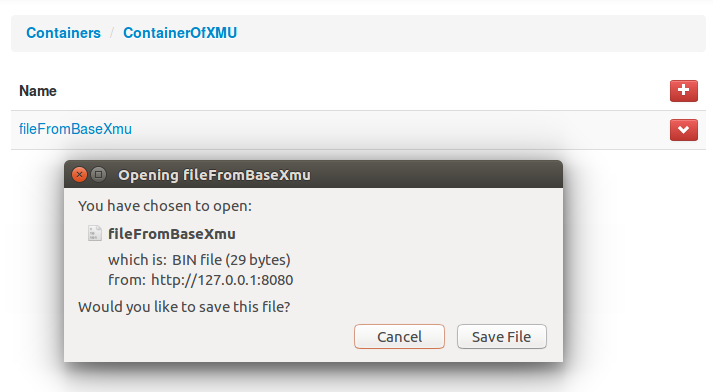 Containers / ContainerOfXMU
Name
fileFromBaseXmu
Opening fileFromBaseXmu
You have chosen to open:
fileFromBaseXmu
which is: BIN file (29 bytes)
from: http://127.0.0.1:8080
Would you like to save this file?
Cancel Save File